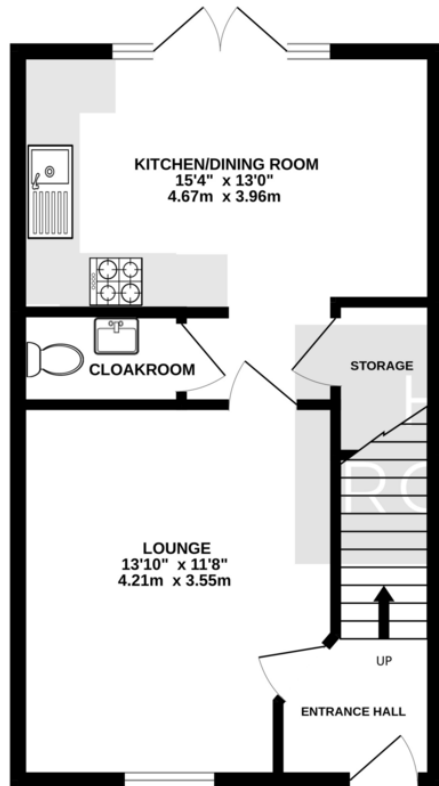 KITCHEN/DINING ROOM
15'4" x 13'0"
4.67m x 3.96m
CLOAKROOM
STORAGE
LOUNGE
13'10" x 11'8"
4.21m x 3.55m
UP
ENTRANCE HALL